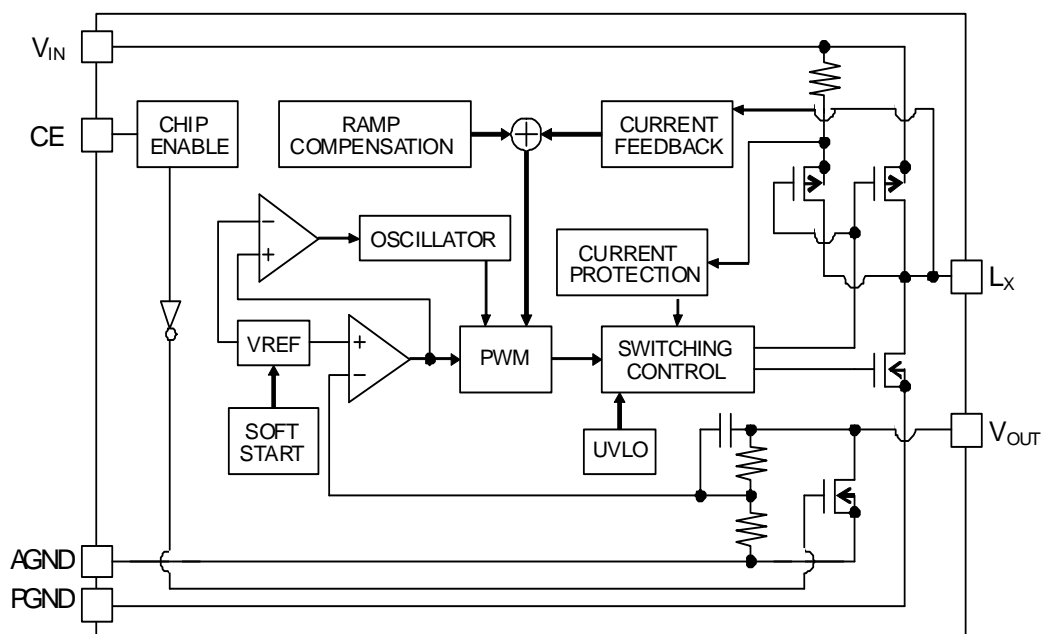 VIN
CE
CHIP
ENABLE
RAMP
COMPENSATION
+
CURRENT
FEEDBACK
−
+
OSCILLATOR
CURRENT
PROTECTION
LX
VREF
+
−
PWM
SWITCHING
CONTROL
SOFT
START
UVLO
VOUT
AGND
PGND